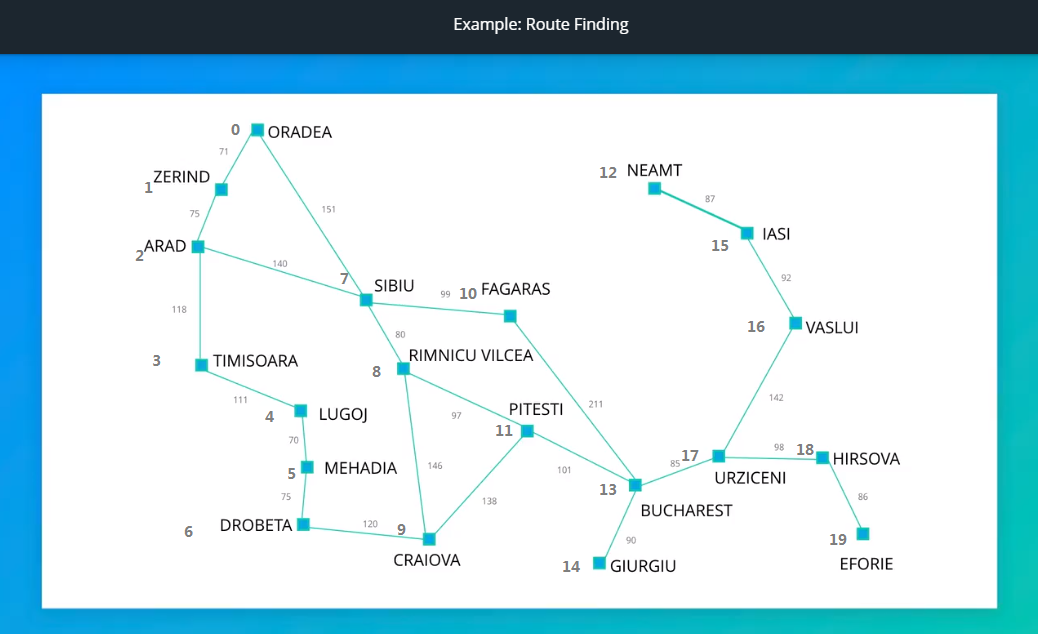 Example: Route Finding
0 ORADEA
71
ZERIND
1
75
ARAD
2
151
140
118
7 SIBIU
99
10 FAGARAS
80
3 TIMISOARA
8 RIMNICU VILCEA
111
4 LUGOJ
70
5 MEHADIA
75
6 DROBETA
120
9
CRAIOVA
146
97
138
PITESTI
11
101
211
13
BUCHAREST
90
14 GIURGIU
85
17
URZICENI
98
18 HIRSOVA
86
19
EFORIE
142
16 VASLUI
92
15 IASI
87
12 NEAMT